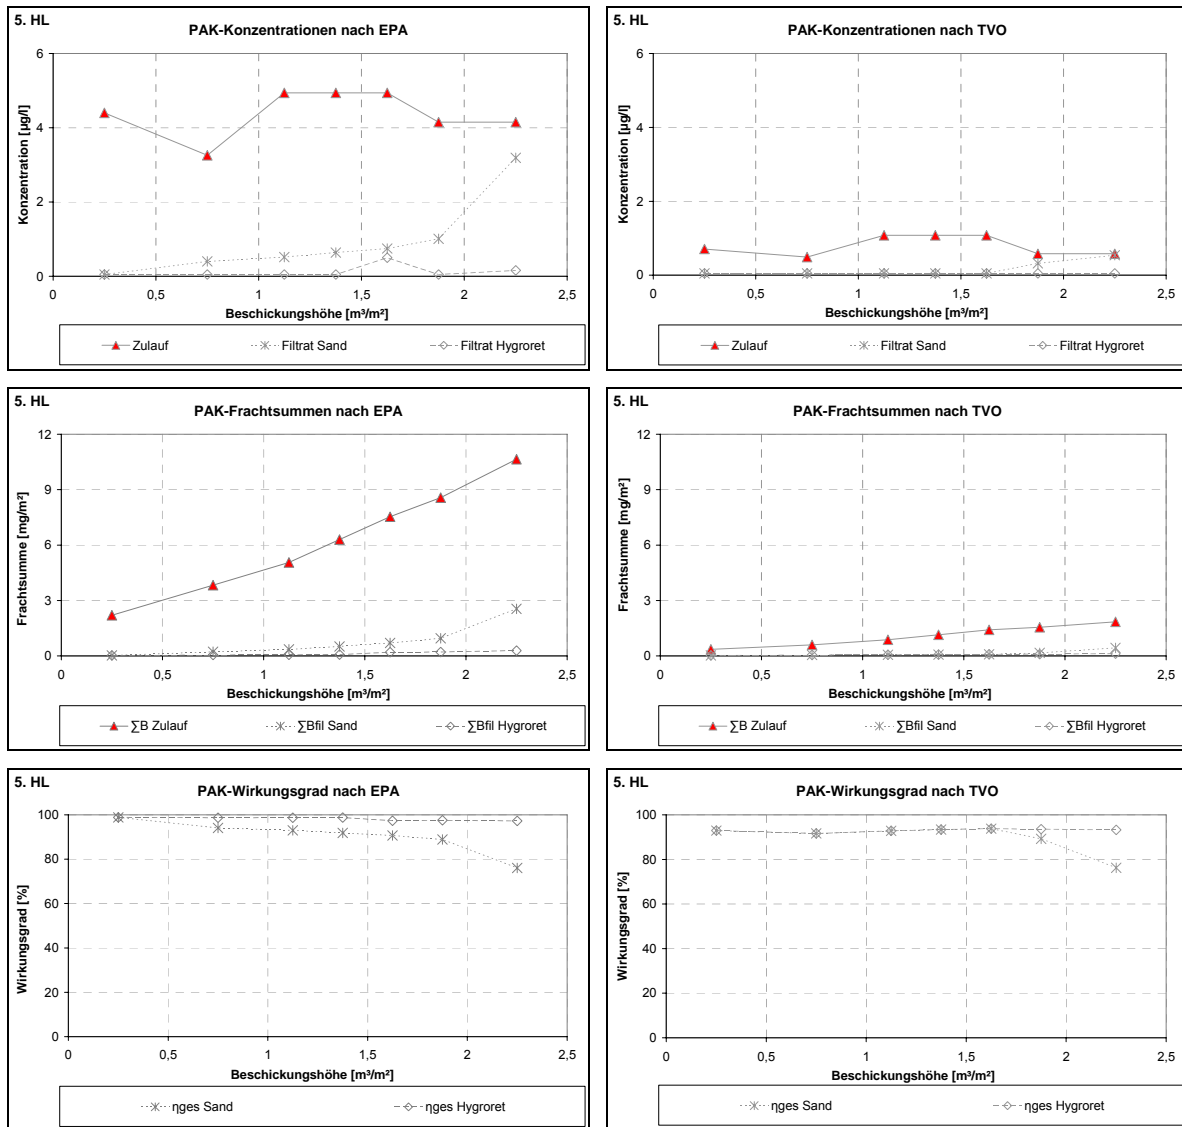 5. HL
PAK-Konzentrationen nach EPA
Konzentration [µg/l]
6
4
2
0
0 0,5 1 1,5 2 2,5
Beschickungshöhe [m³/m²]
Zulauf Filtrat Sand Filtrat Hygroret
5. HL
PAK-Konzentrationen nach TVO
Konzentration [µg/l]
6
4
2
0
0 0,5 1 1,5 2 2,5
Beschickungshöhe [m³/m²]
Zulauf Filtrat Sand Filtrat Hygroret
5. HL
PAK-Frachtsummen nach EPA
Frachtsumme [mg/m²]
12
9
6
3
0
0 0,5 1 1,5 2 2,5
Beschickungshöhe [m³/m²]
∑B Zulauf ∑Bfil Sand ∑Bfil Hygroret
5. HL
PAK-Frachtsummen nach TVO
Frachtsumme [mg/m²]
12
9
6
3
0
0 0,5 1 1,5 2 2,5
Beschickungshöhe [m³/m²]
∑B Zulauf ∑Bfil Sand ∑Bfil Hygroret
5. HL
PAK-Wirkungsgrad nach EPA
Wirkungsgrad [%]
100
80
60
40
20
0
0 0,5 1 1,5 2 2,5
Beschickungshöhe [m³/m²]
ηges Sand ηges Hygroret
5. HL
PAK-Wirkungsgrad nach TVO
Wirkungsgrad [%]
100
80
60
40
20
0
0 0,5 1 1,5 2 2,5
Beschickungshöhe [m³/m²]
ηges Sand ηges Hygroret